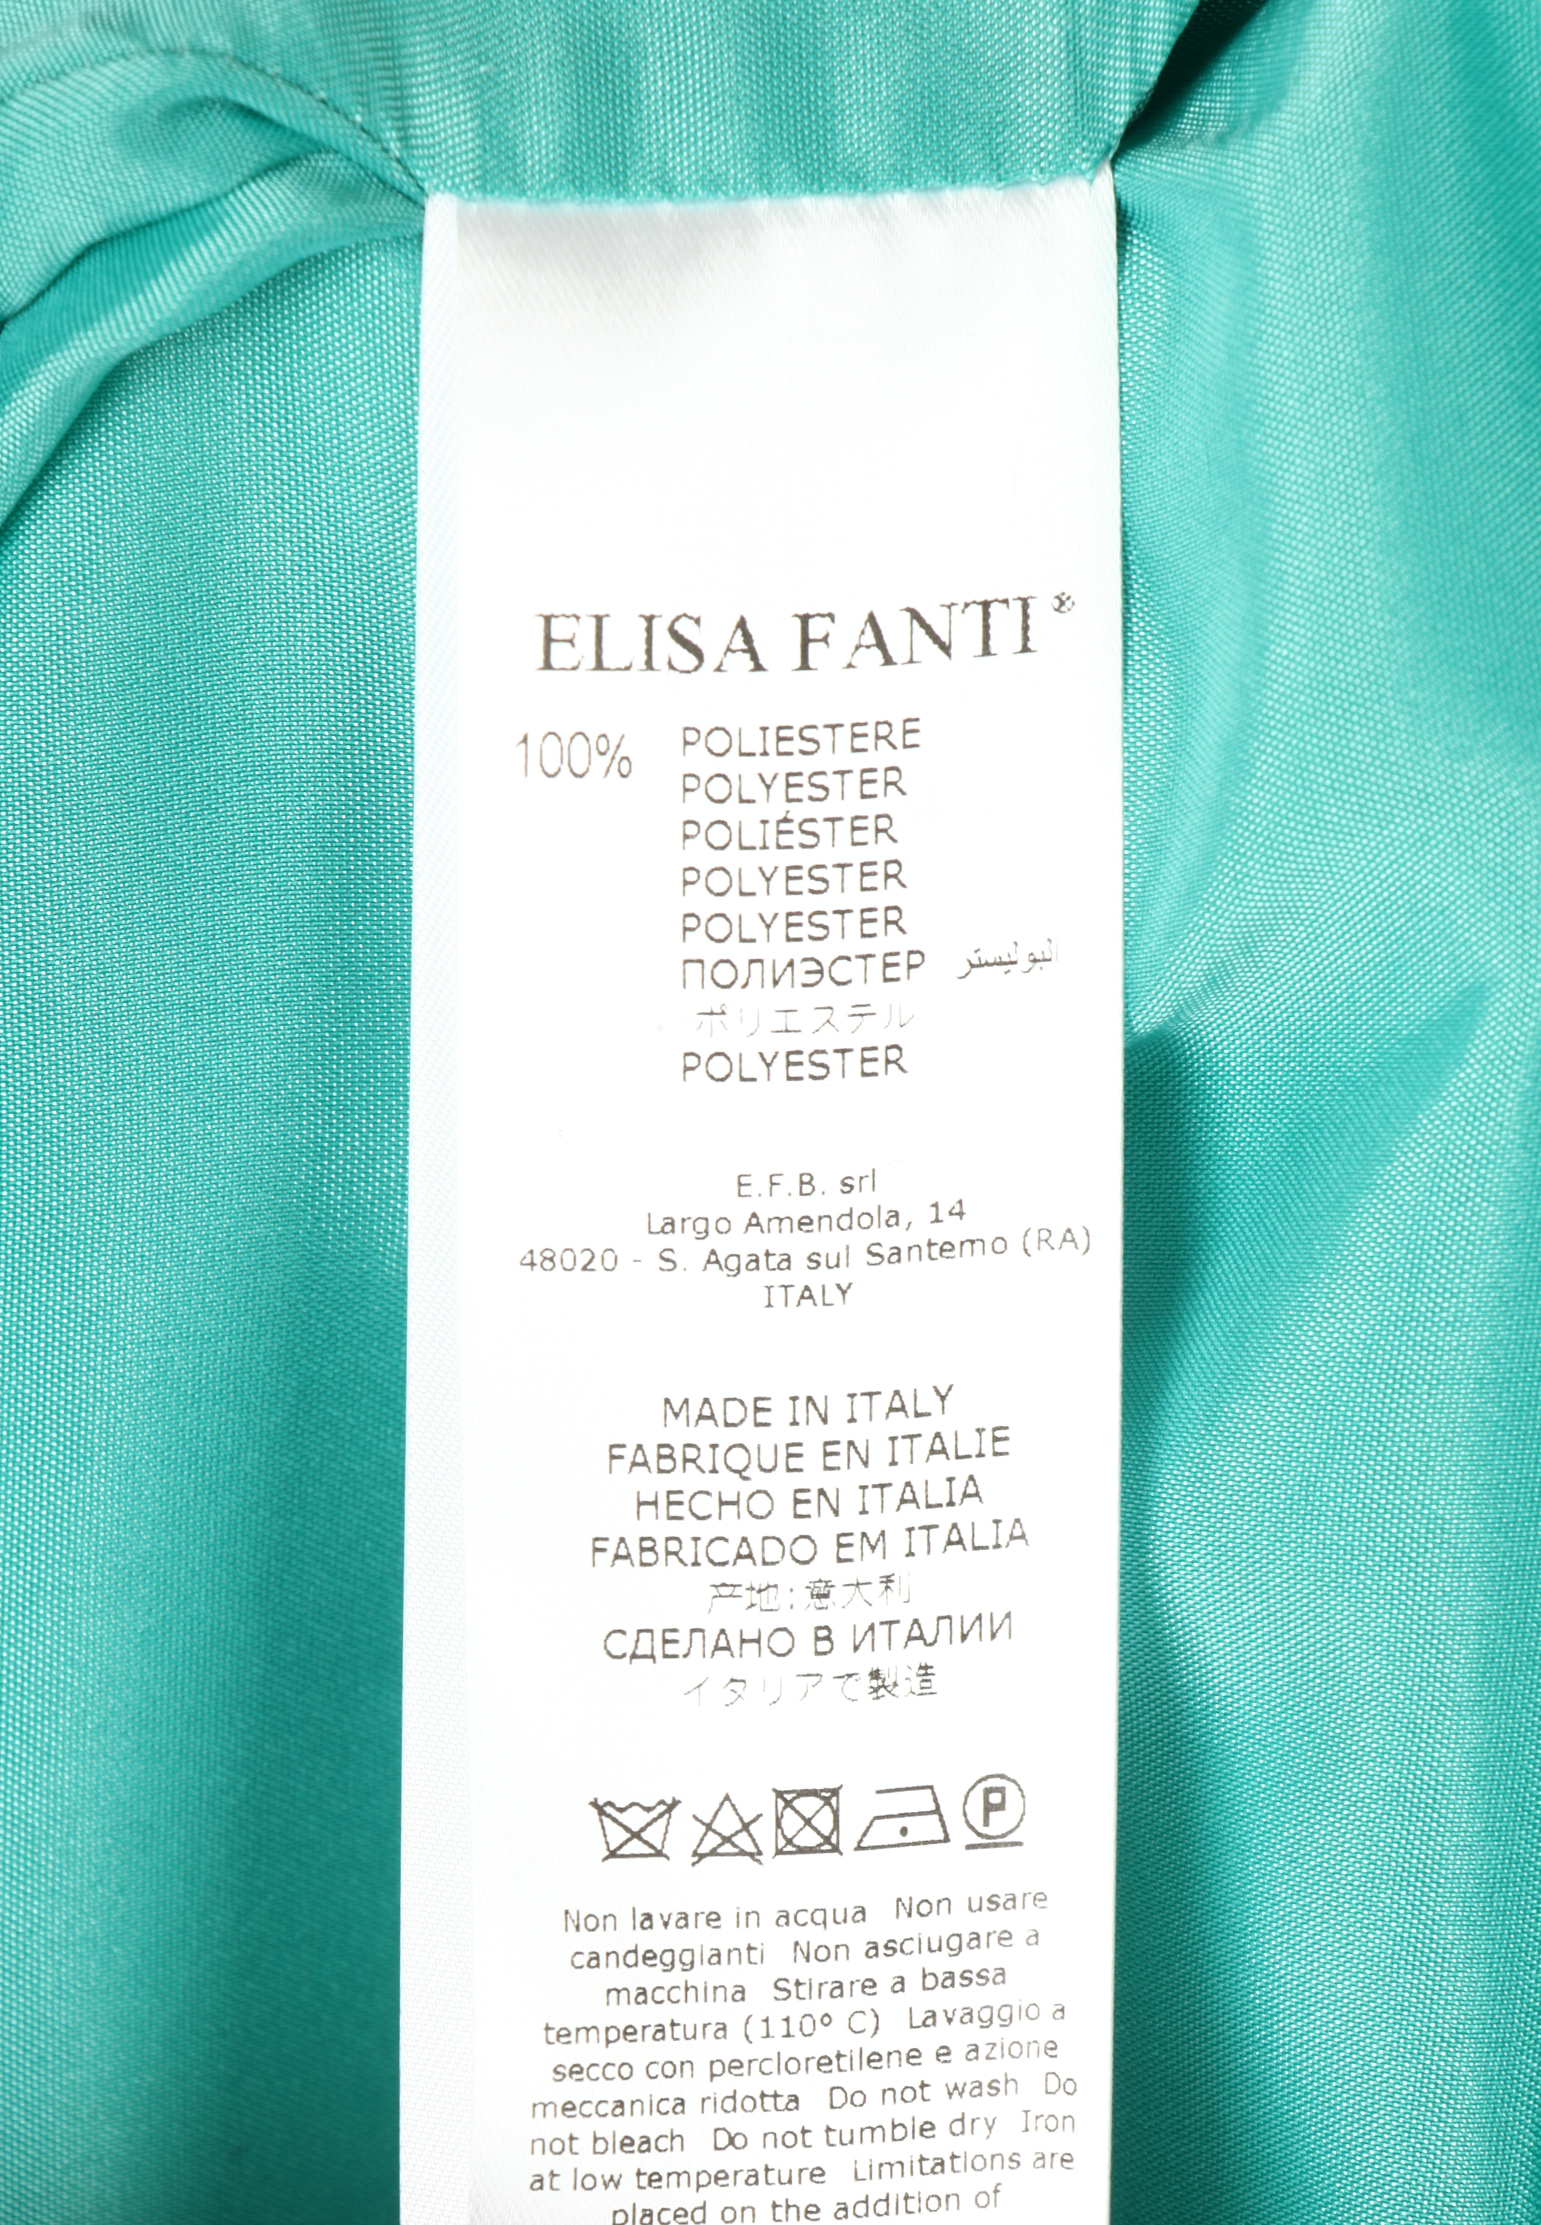 ELISA FANTI®
100% POLIESTERE
POLYESTER
POLIÉSTER
POLYESTER
POLYESTER
ПОЛИЭСТЕР البوليستر
ポリエステル
POLYESTER
E.F.B. srl
Largo Amendola, 14
48020 - S. Agata sul Santerno (RA)
ITALY
MADE IN ITALY
FABRIQUE EN ITALIE
HECHO EN ITALIA
FABRICADO EM ITALIA
产地:意大利
СДЕЛАНО В ИТАЛИИ
イタリアで製造
P
Non lavare in acqua Non usare
candeggianti Non asciugare a
macchina Stirare a bassa
temperatura (110° C) Lavaggio a
secco con percloretilene e azione
meccanica ridotta Do not wash Do
not bleach Do not tumble dry Iron
at low temperature Limitations are
placed on the addition of